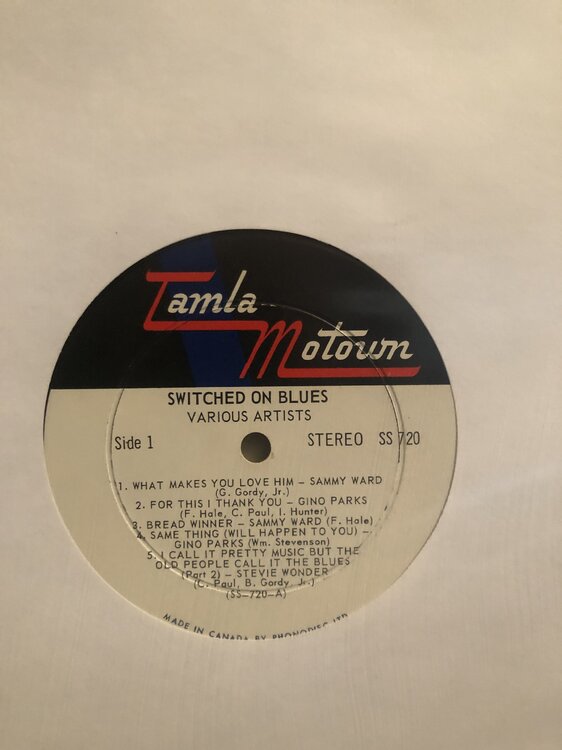 Tamla
Motown
SWITCHED ON BLUES
VARIOUS ARTISTS
Side 1
STEREO SS 720
1. WHAT MAKES YOU LOVE HIM – SAMMY WARD
(G. Gordy, Jr.)
2. FOR THIS I THANK YOU – GINO PARKS
(F. Hale, C. Paul, I. Hunter)
3. BREAD WINNER – SAMMY WARD (F. Hale)
4. SAME THING (WILL HAPPEN TO YOU) –
GINO PARKS (Wm. Stevenson)
5. I CALL IT PRETTY MUSIC BUT THE
OLD PEOPLE CALL IT THE BLUES
(Part 2) – STEVIE WONDER
(C. Paul, B. Gordy, Jr.)
(SS-720-A)
MADE IN CANADA BY PHONODISC LTD